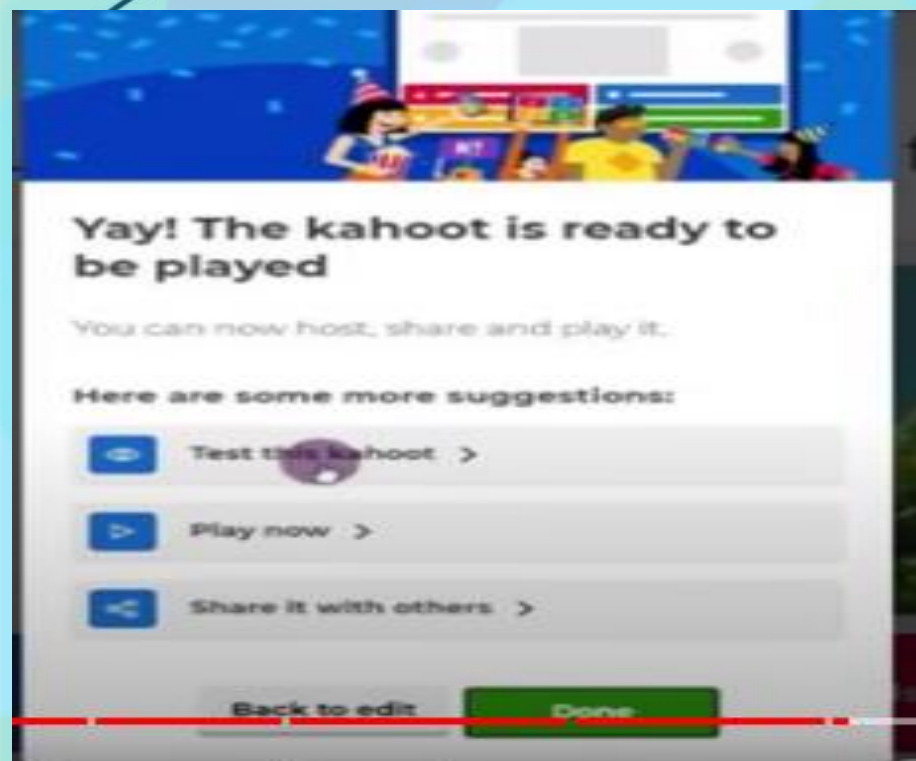 Yay! The kahoot is ready to
be played
You can now host, share and play it.
Here are some more suggestions:
Test this kahoot >
Play now >
Share it with others >
Back to edit
Done